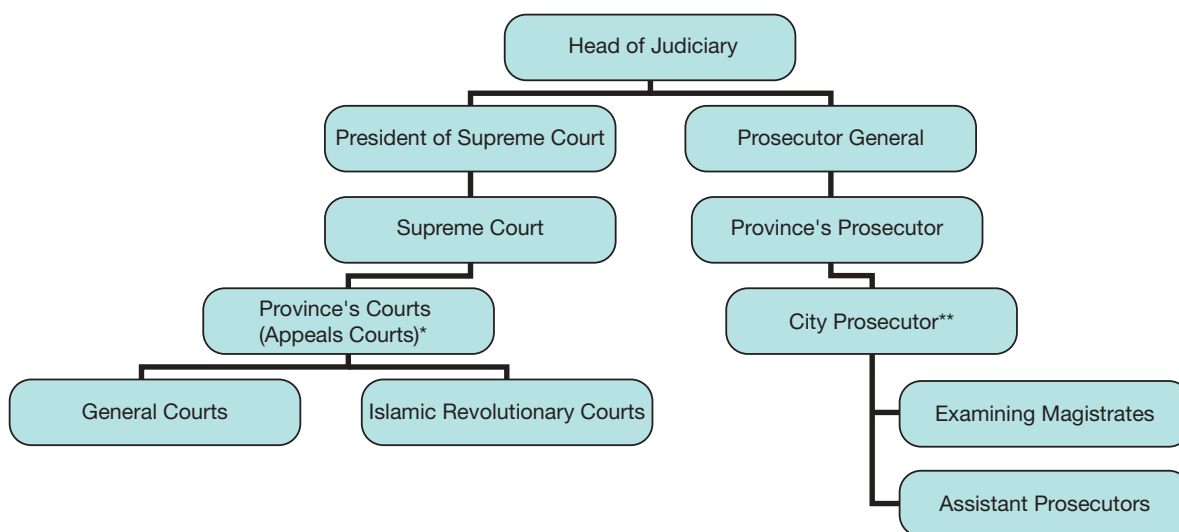 Head of Judiciary
President of Supreme Court
Prosecutor General
Supreme Court
Province's Prosecutor
Province's Courts
(Appeals Courts)*
City Prosecutor**
General Courts
Islamic Revolutionary Courts
Examining Magistrates
Assistant Prosecutors